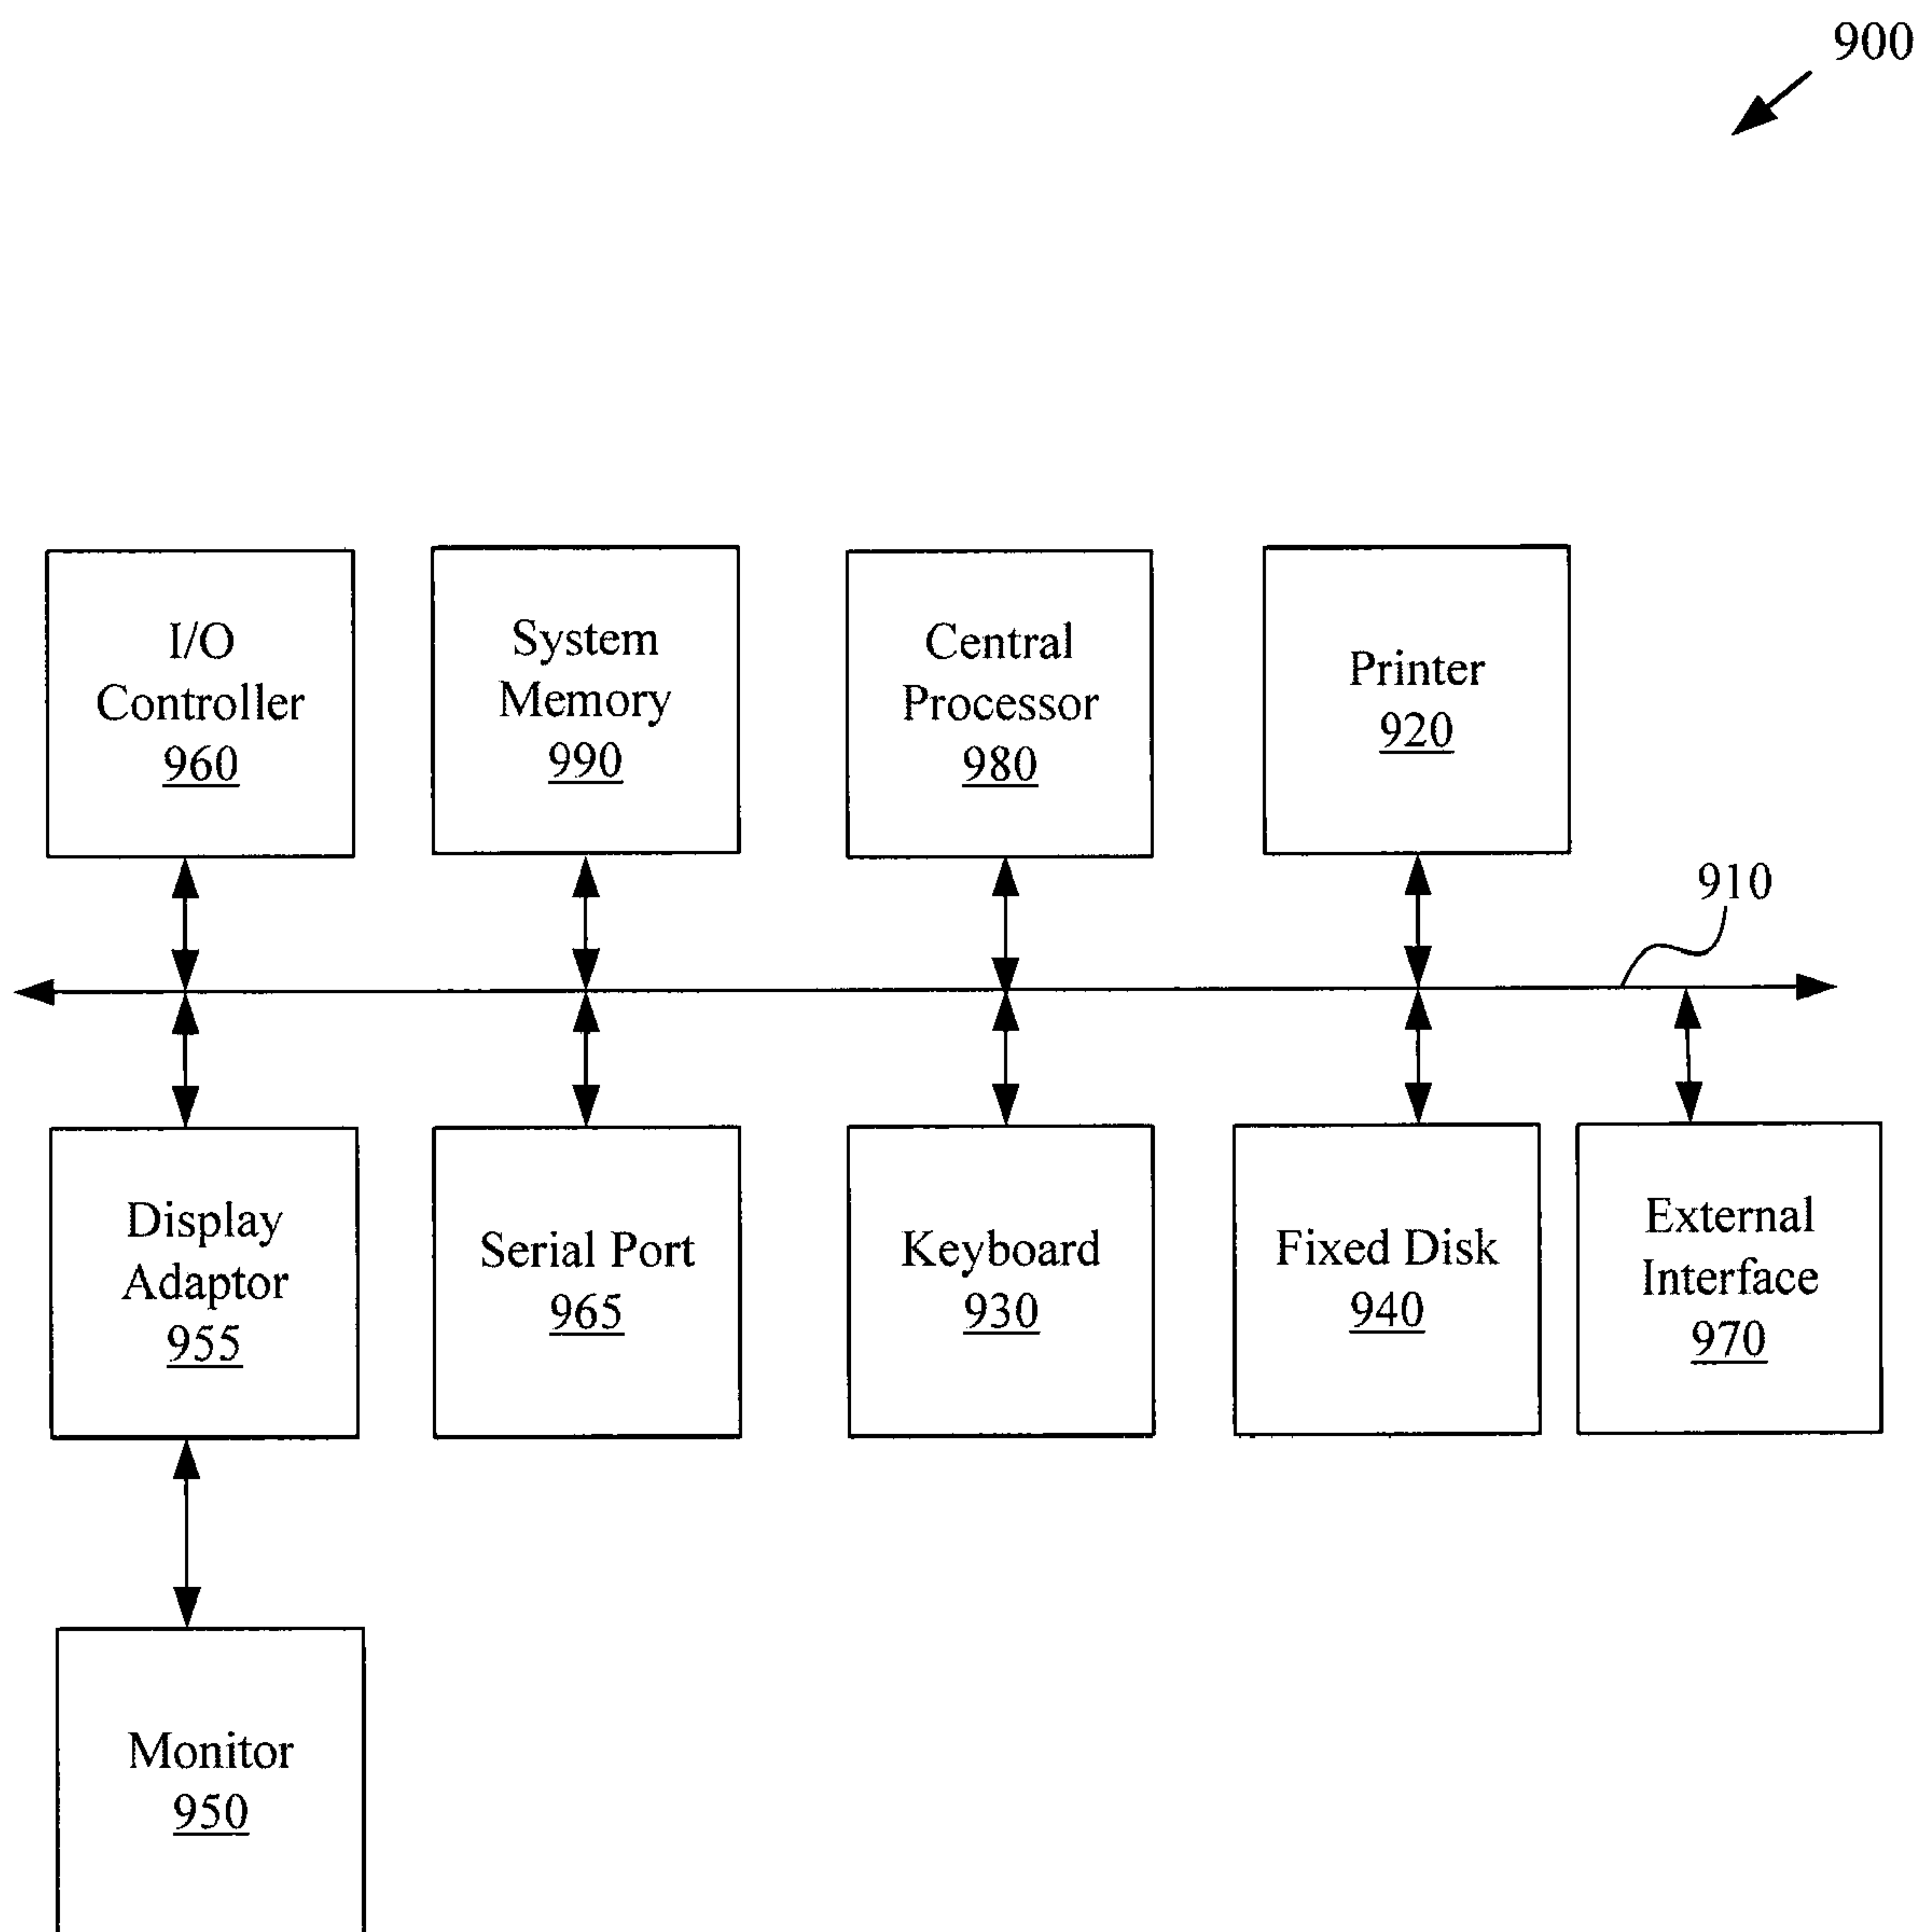 900
I/O
Controller
960
System
Memory
990
Central
Processor
980
Printer
920
910
Display
Adaptor
955
Serial Port
965
Keyboard
930
Fixed Disk
940
External
Interface
970
Monitor
950